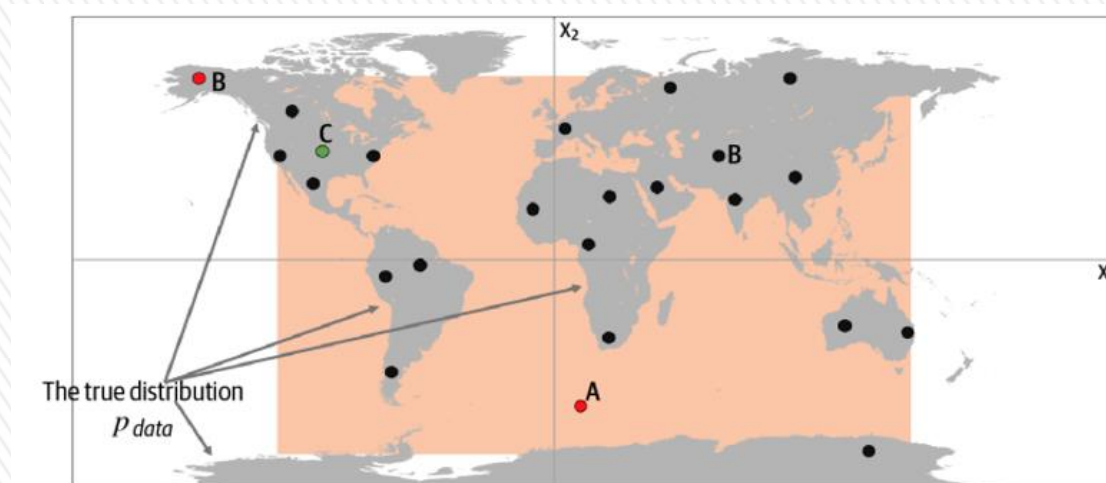 X₂
B
C
B
X
The true distribution
A
p data